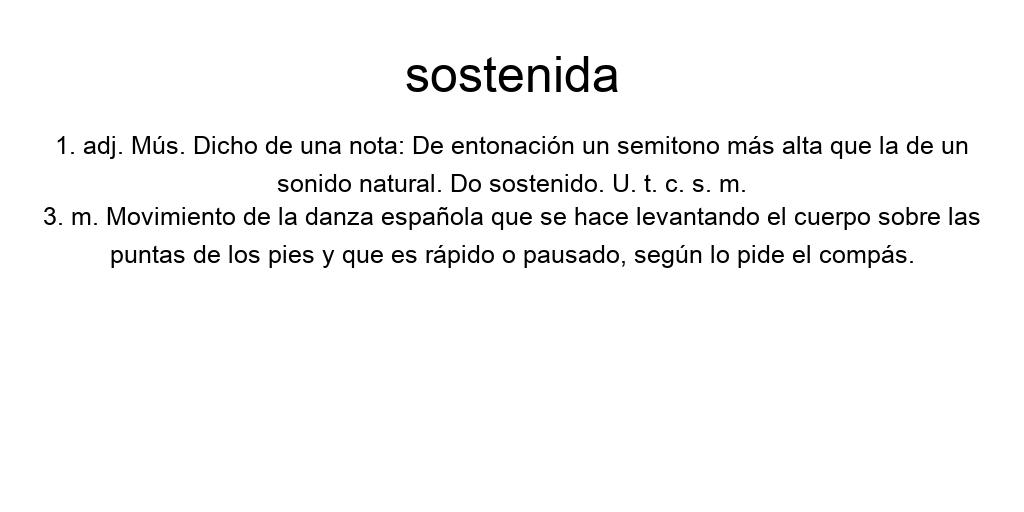 sostenida
1. adj. Mús. Dicho de una nota: De entonación un semitono más alta que la de un
sonido natural. Do sostenido. U. t. c. s. m.
3. m. Movimiento de la danza española que se hace levantando el cuerpo sobre las
puntas de los pies y que es rápido o pausado, según lo pide el compás.